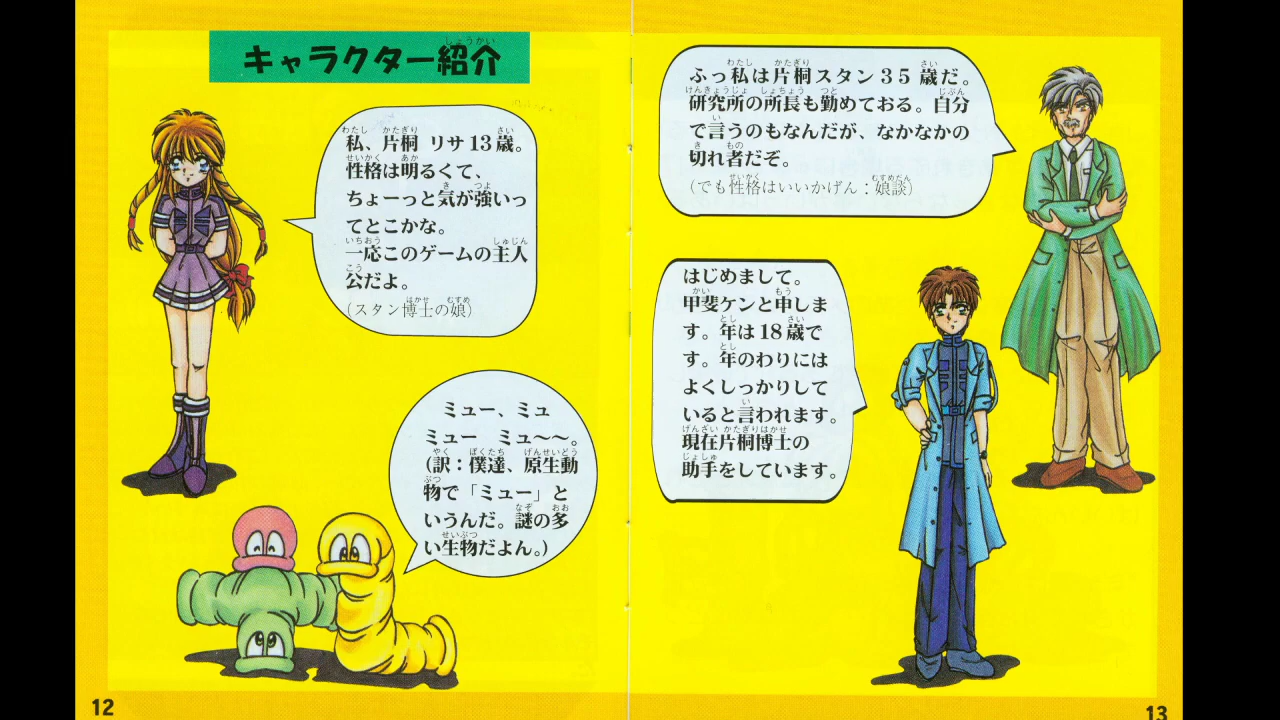 キャラクター紹介
私、片桐 リサ13歳。
性格は明るくて、
ちょーっと気が強いっ
てとこかな。
一応このゲームの主人
公だよ。
(スタン博士の娘)
ミュー、ミュ
ミュー ミュ〜〜。
(訳：僕達、原生動
物で「ミュー」と
いうんだ。謎の多
い生物だよん。)
12
ふっ私は片桐スタン35歳だ。
研究所の所長も勤めておる。自分
で言うのもなんだが、なかなかの
切れ者だぞ。
(でも性格はいいかげん：娘談)
はじめまして。
甲斐ケンと申しま
す。年は18歳で
す。年のわりには
よくしっかりして
いると言われます。
現在片桐博士の
助手をしています。
13